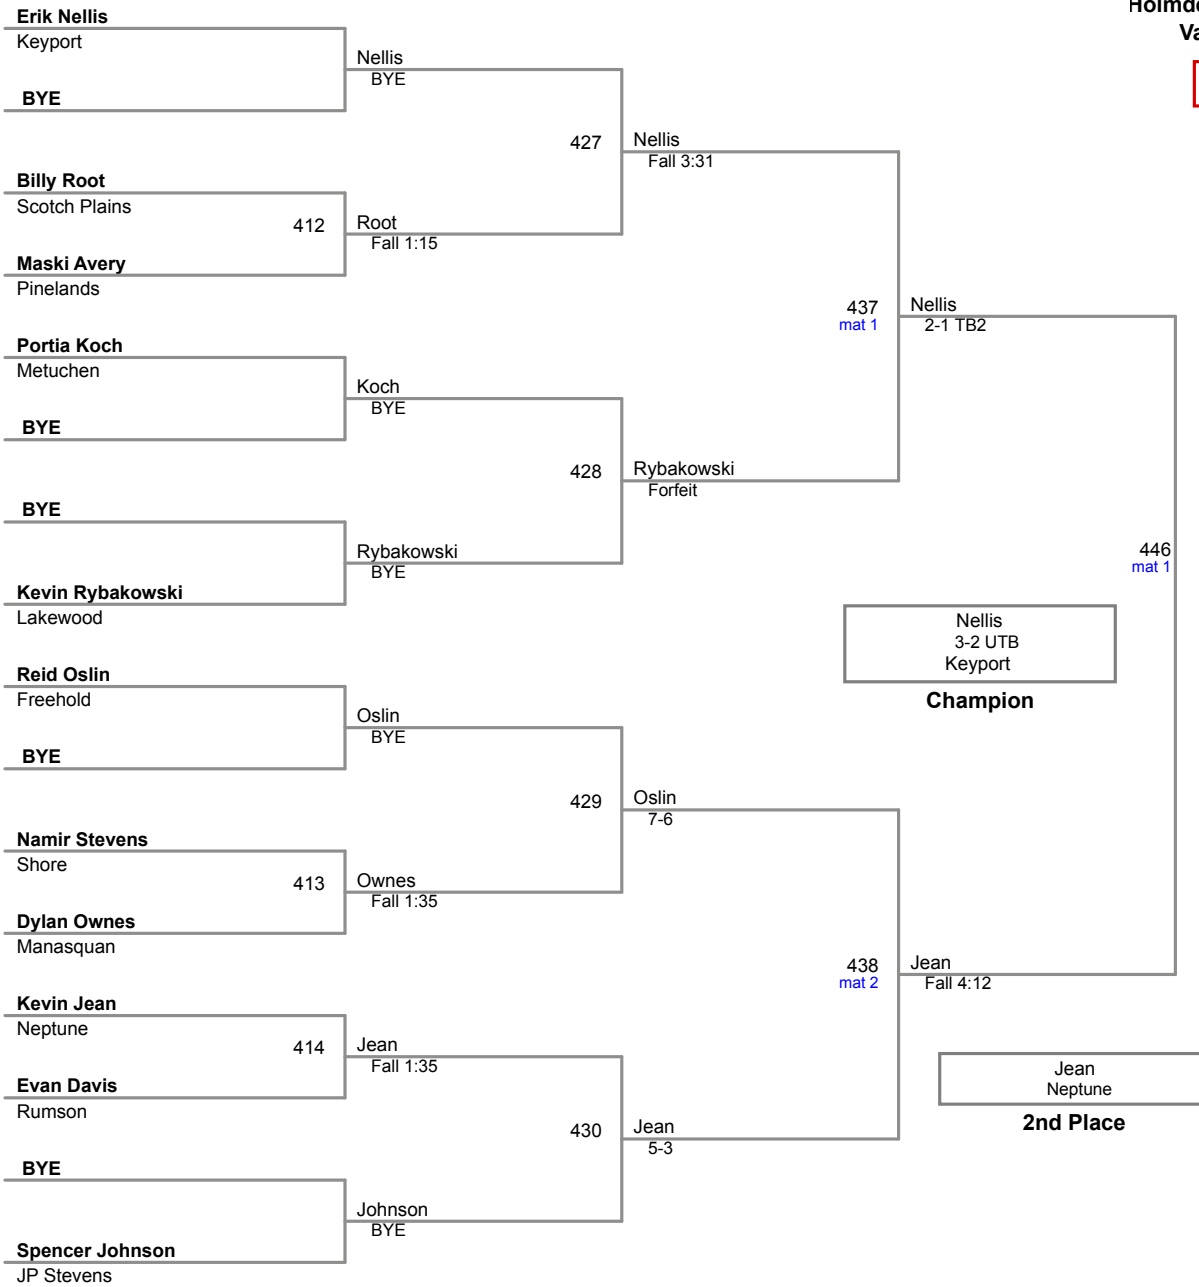 Erik Nellis
Keyport
BYE
Billy Root
Scotch Plains
412
Maski Avery
Pinelands
Portia Koch
Metuchen
BYE
BYE
Kevin Rybakowski
Lakewood
Reid Oslin
Freehold
BYE
Namir Stevens
Shore
413
Dylan Ownes
Manasquan
Kevin Jean
Neptune
414
Evan Davis
Rumson
BYE
Spencer Johnson
JP Stevens
Nellis
BYE
427
Root
Fall 1:15
Koch
BYE
428
Rybakowski
BYE
Oslin
BYE
429
Ownes
Fall 1:35
Jean
Fall 1:35
430
Johnson
BYE
Nellis
Fall 3:31
437
mat 1
Rybakowski
Forfeit
Oslin
7-6
438
mat 2
Jean
5-3
Nellis
2-1 TB2
446
mat 1
Jean
Fall 4:12
Nellis
3-2 UTB
Keyport
Champion
Jean
Neptune
2nd Place